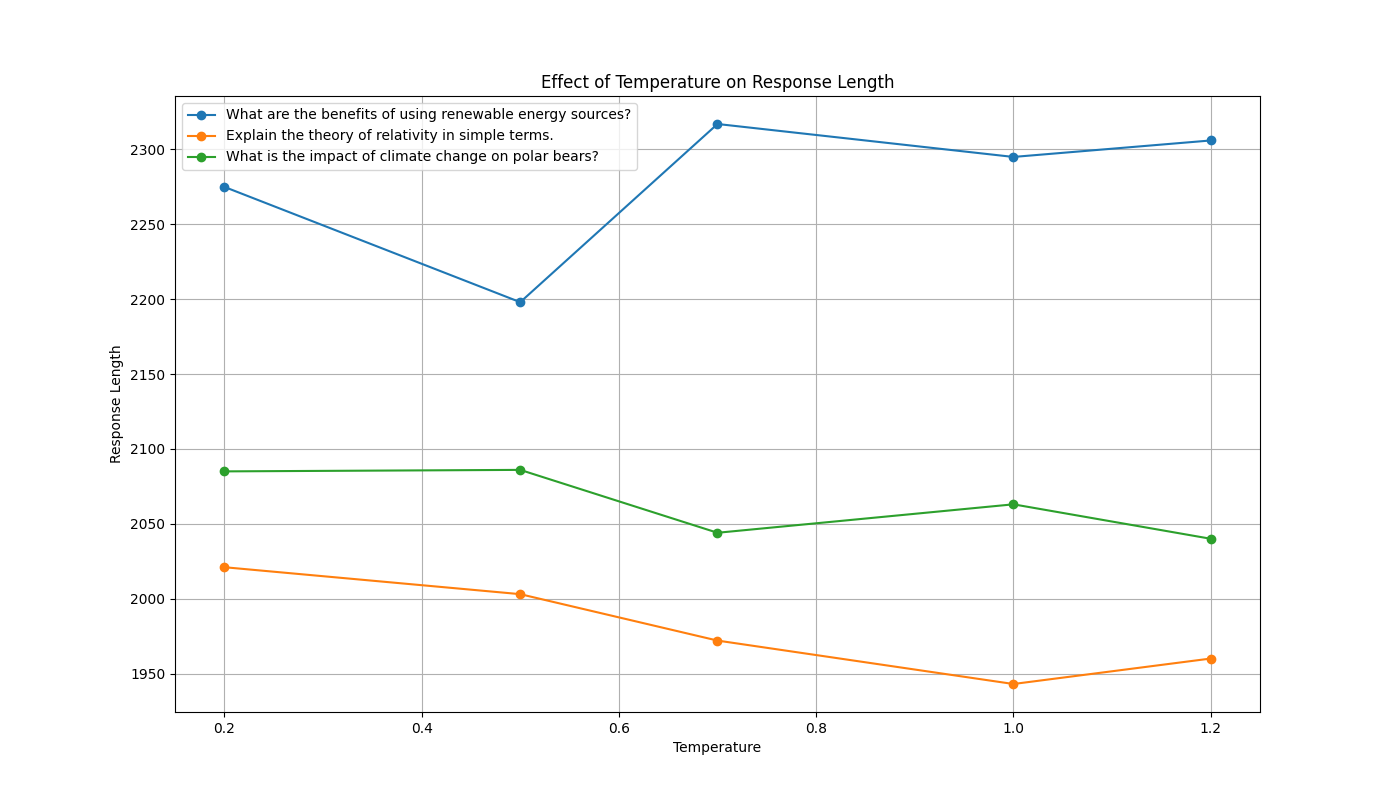 Effect of Temperature on Response Length
What are the benefits of using renewable energy sources?
Explain the theory of relativity in simple terms.
What is the impact of climate change on polar bears?
2300
2250
2200
2150
2100
2050
2000
1950
Response Length
0.2 0.4 0.6 0.8 1.0 1.2
Temperature